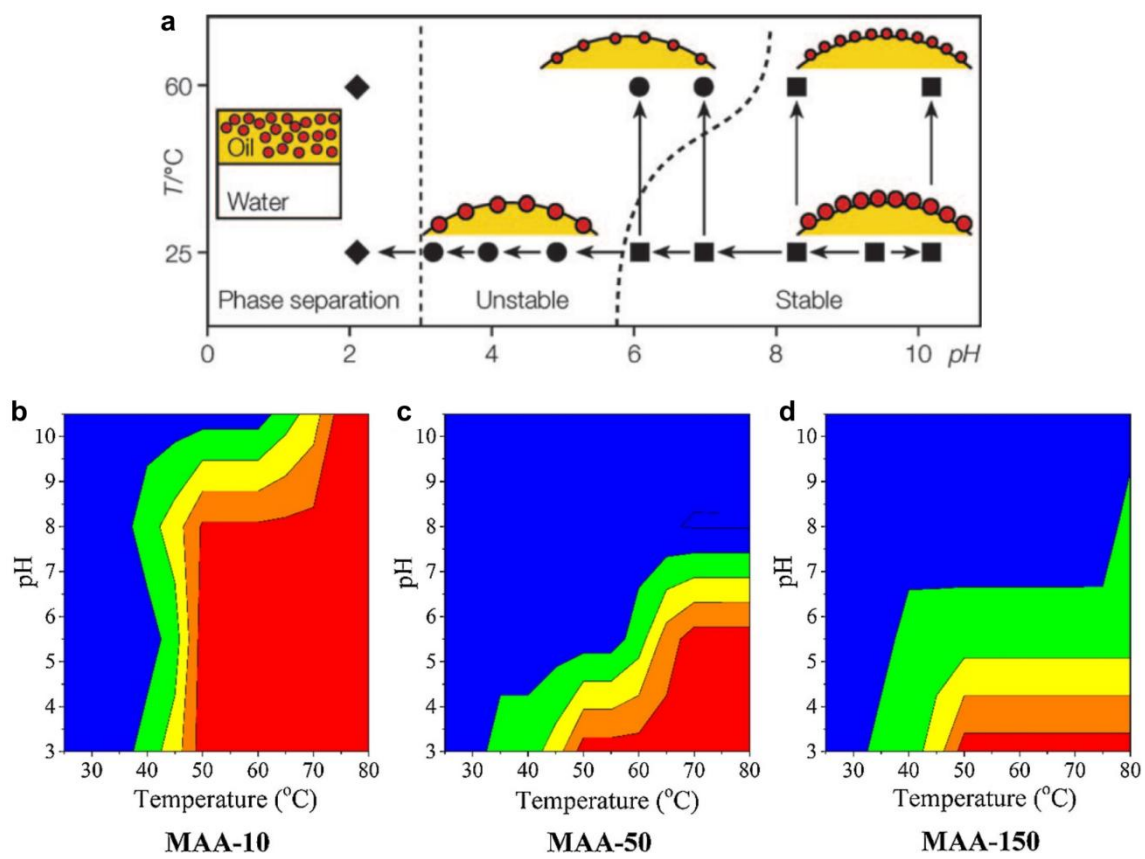 a
60
T/°C
Oil
Water
25
Phase separation
Unstable
Stable
0 2 4 6 8 10 pH
b
c
d
10
9
8
7
6
5
4
3
pH
30 40 50 60 70 80
Temperature (°C)
MAA-10
10
9
8
7
6
5
4
3
pH
30 40 50 60 70 80
Temperature (°C)
MAA-50
10
9
8
7
6
5
4
3
pH
30 40 50 60 70 80
Temperature (°C)
MAA-150